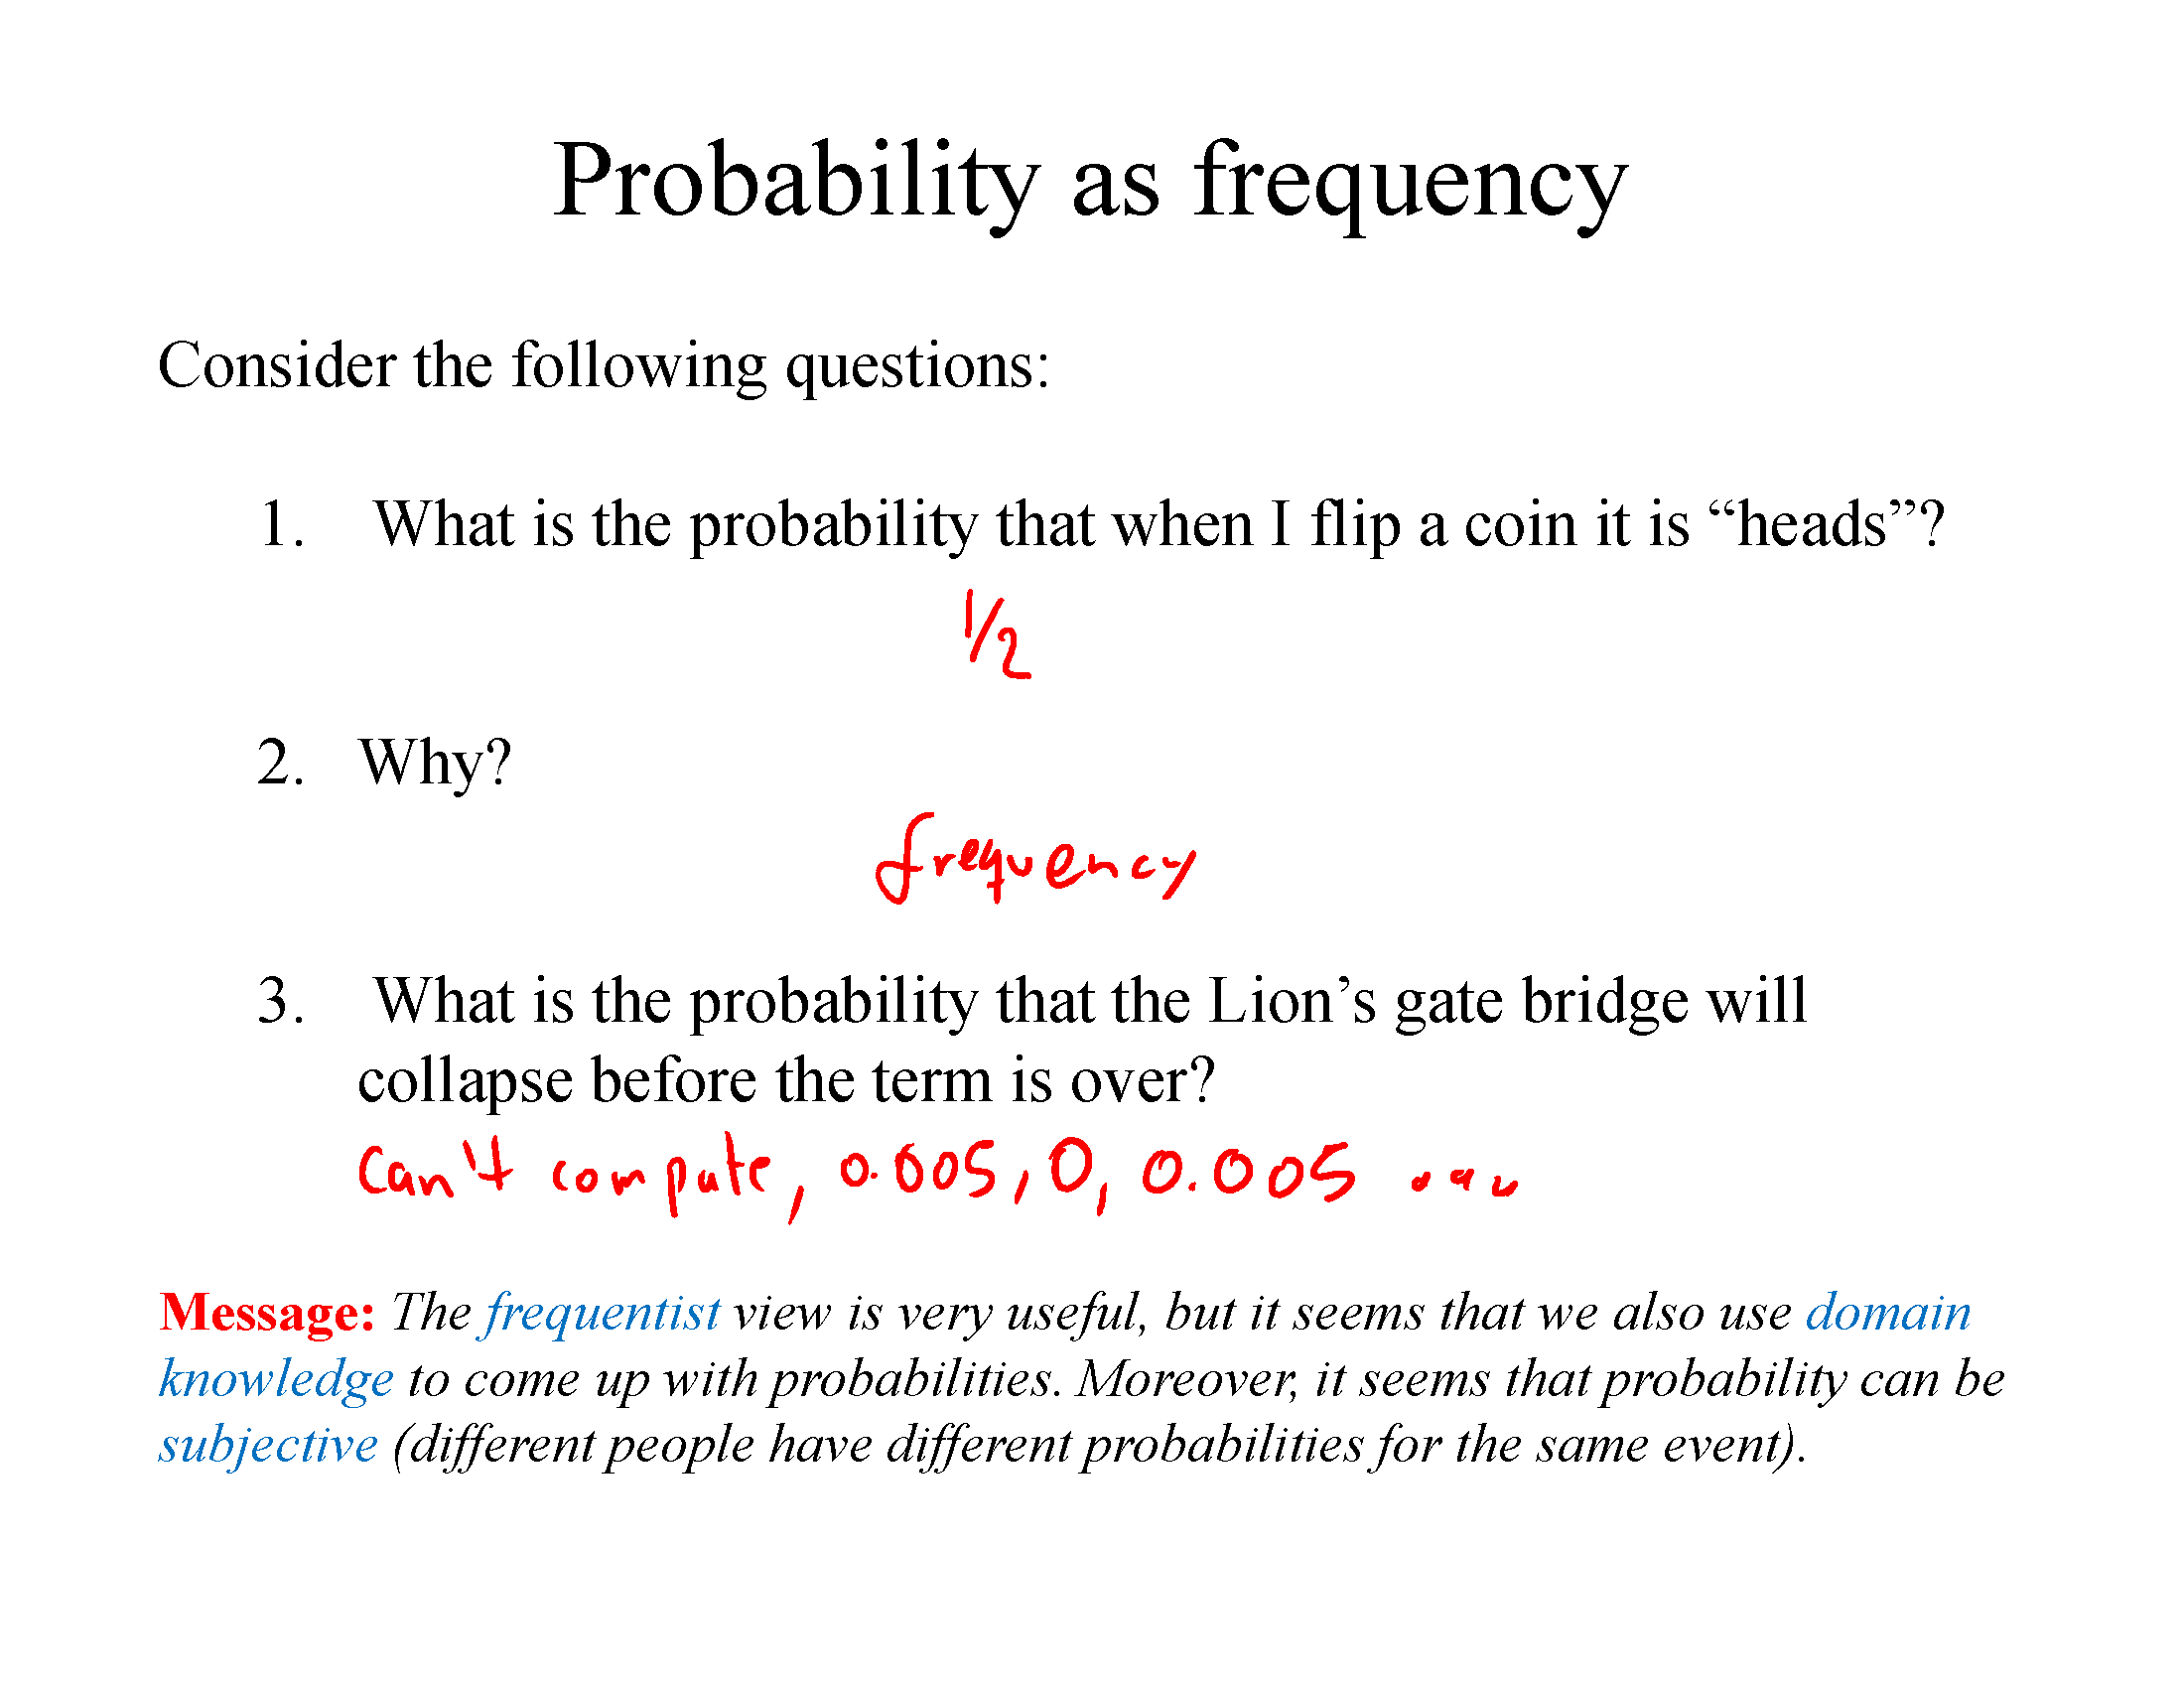 Probability as frequency
Consider the following questions:
1. What is the probability that when I flip a coin it is “heads”?
1/2
2. Why?
frequency
3. What is the probability that the Lion’s gate bridge will
collapse before the term is over?
Can't compute, 0.005, 0, 0.005 ...
Message: The frequentist view is very useful, but it seems that we also use domain
knowledge to come up with probabilities. Moreover, it seems that probability can be
subjective (different people have different probabilities for the same event).